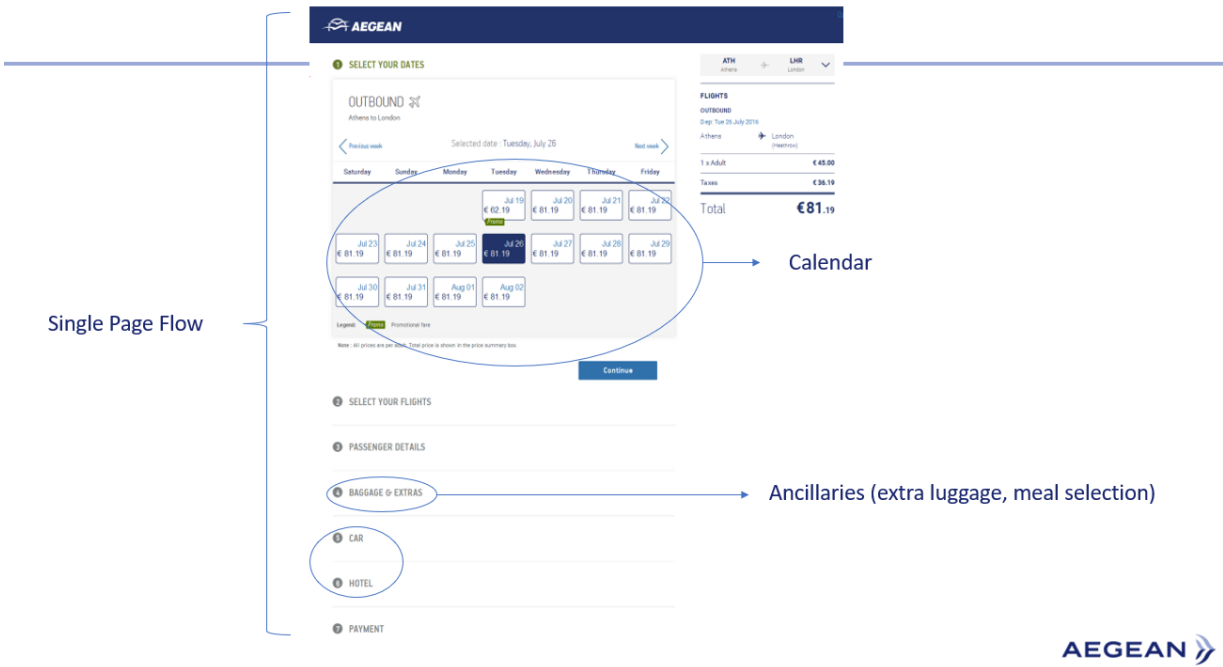 AEGEAN
1 SELECT YOUR DATES
OUTBOUND
Athens to London
Previous week
Selected date : Tuesday, July 26
Next week
Saturday Sunday Monday Tuesday Wednesday Thursday Friday
Jul 19 Jul 20 Jul 21 Jul 22
€ 62.19 € 81.19 € 81.19 € 81.19
Promo
Jul 23 Jul 24 Jul 25 Jul 26 Jul 27 Jul 28 Jul 29
€ 81.19 € 81.19 € 81.19 € 81.19 € 81.19 € 81.19 € 81.19
Jul 30 Jul 31 Aug 01 Aug 02
€ 81.19 € 81.19 € 81.19 € 81.19
Legend: Promo Promotional fare
Note : All prices are per adult. Total price is shown in the price summary box.
Continue
2 SELECT YOUR FLIGHTS
3 PASSENGER DETAILS
4 BAGGAGE & EXTRAS
5 CAR
6 HOTEL
7 PAYMENT
ATH LHR
Athens London
FLIGHTS
OUTBOUND
Dep: Tue 26 July 2016
Athens London
(Heathrow)
1 x Adult € 45.00
Taxes € 36.19
Total €81.19
Single Page Flow
Calendar
Ancillaries (extra luggage, meal selection)
AEGEAN